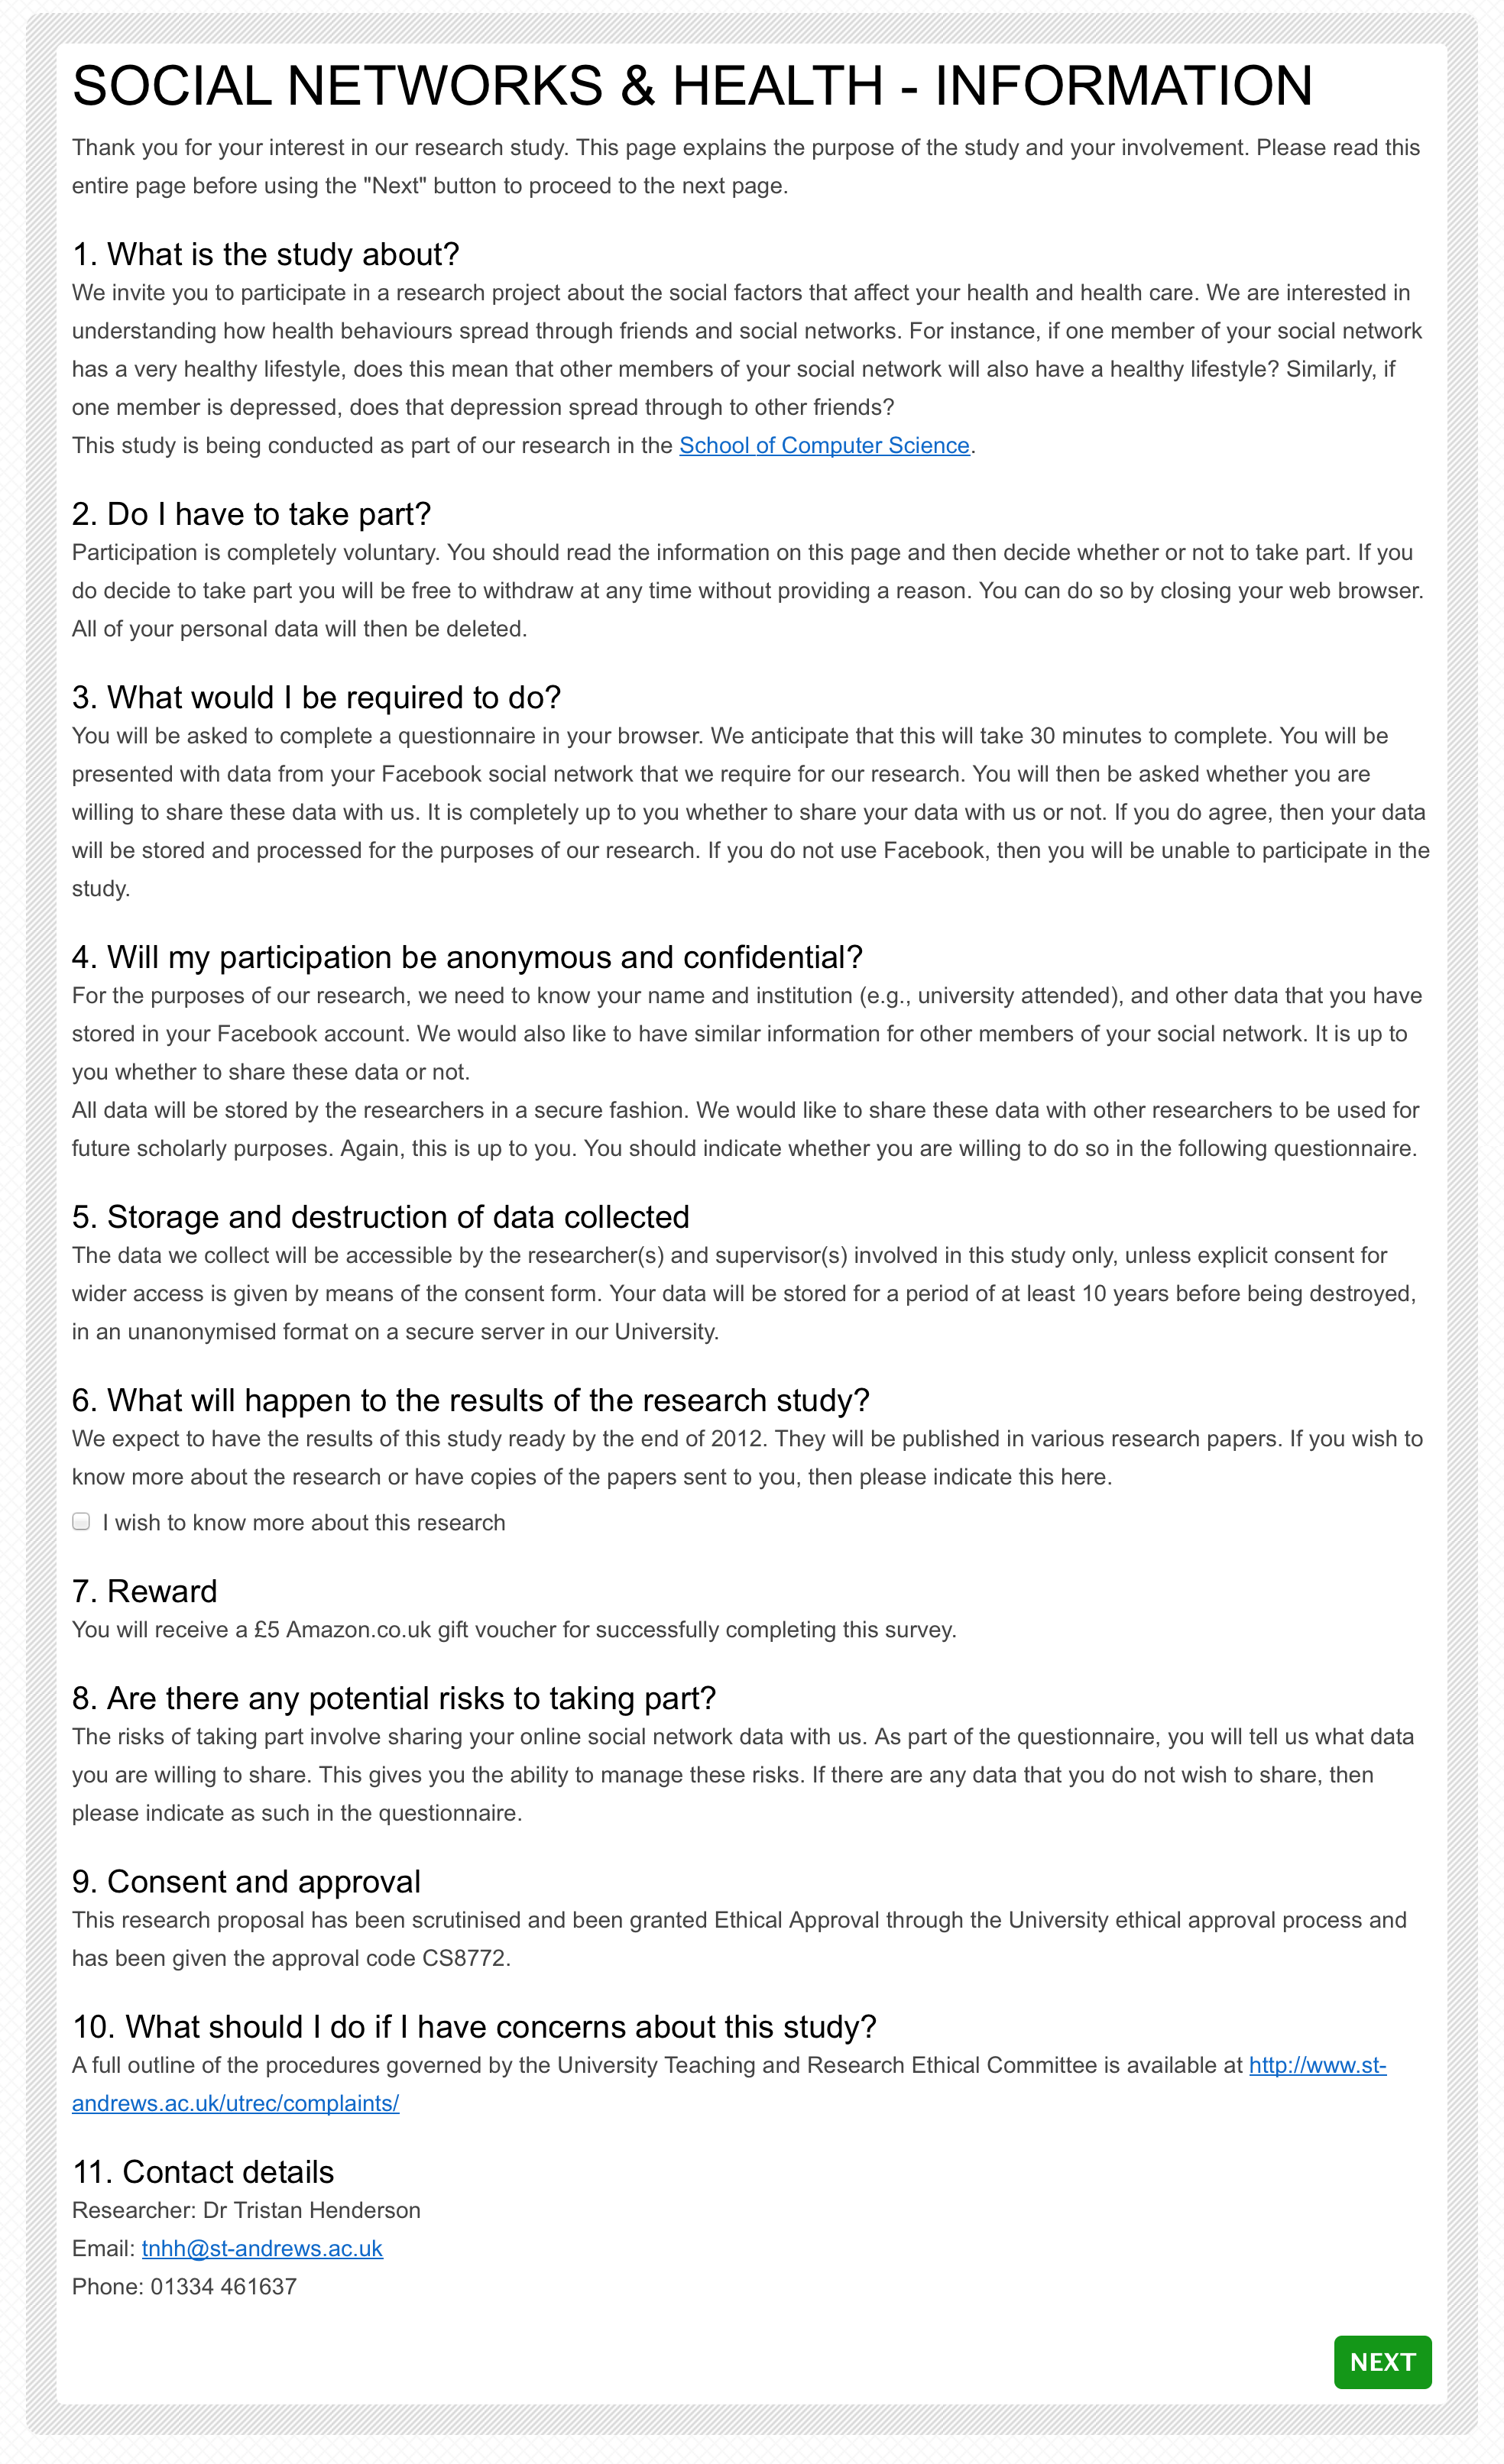 SOCIAL NETWORKS & HEALTH - INFORMATION
Thank you for your interest in our research study. This page explains the purpose of the study and your involvement. Please read this
entire page before using the "Next" button to proceed to the next page.
1. What is the study about?
We invite you to participate in a research project about the social factors that affect your health and health care. We are interested in
understanding how health behaviours spread through friends and social networks. For instance, if one member of your social network
has a very healthy lifestyle, does this mean that other members of your social network will also have a healthy lifestyle? Similarly, if
one member is depressed, does that depression spread through to other friends?
This study is being conducted as part of our research in the School of Computer Science.
2. Do I have to take part?
Participation is completely voluntary. You should read the information on this page and then decide whether or not to take part. If you
do decide to take part you will be free to withdraw at any time without providing a reason. You can do so by closing your web browser.
All of your personal data will then be deleted.
3. What would I be required to do?
You will be asked to complete a questionnaire in your browser. We anticipate that this will take 30 minutes to complete. You will be
presented with data from your Facebook social network that we require for our research. You will then be asked whether you are
willing to share these data with us. It is completely up to you whether to share your data with us or not. If you do agree, then your data
will be stored and processed for the purposes of our research. If you do not use Facebook, then you will be unable to participate in the
study.
4. Will my participation be anonymous and confidential?
For the purposes of our research, we need to know your name and institution (e.g., university attended), and other data that you have
stored in your Facebook account. We would also like to have similar information for other members of your social network. It is up to
you whether to share these data or not.
All data will be stored by the researchers in a secure fashion. We would like to share these data with other researchers to be used for
future scholarly purposes. Again, this is up to you. You should indicate whether you are willing to do so in the following questionnaire.
5. Storage and destruction of data collected
The data we collect will be accessible by the researcher(s) and supervisor(s) involved in this study only, unless explicit consent for
wider access is given by means of the consent form. Your data will be stored for a period of at least 10 years before being destroyed,
in an unanonymised format on a secure server in our University.
6. What will happen to the results of the research study?
We expect to have the results of this study ready by the end of 2012. They will be published in various research papers. If you wish to
know more about the research or have copies of the papers sent to you, then please indicate this here.
I wish to know more about this research
7. Reward
You will receive a £5 Amazon.co.uk gift voucher for successfully completing this survey.
8. Are there any potential risks to taking part?
The risks of taking part involve sharing your online social network data with us. As part of the questionnaire, you will tell us what data
you are willing to share. This gives you the ability to manage these risks. If there are any data that you do not wish to share, then
please indicate as such in the questionnaire.
9. Consent and approval
This research proposal has been scrutinised and been granted Ethical Approval through the University ethical approval process and
has been given the approval code CS8772.
10. What should I do if I have concerns about this study?
A full outline of the procedures governed by the University Teaching and Research Ethical Committee is available at http://www.st-
andrews.ac.uk/utrec/complaints/
11. Contact details
Researcher: Dr Tristan Henderson
Email: tnhh@st-andrews.ac.uk
Phone: 01334 461637
NEXT